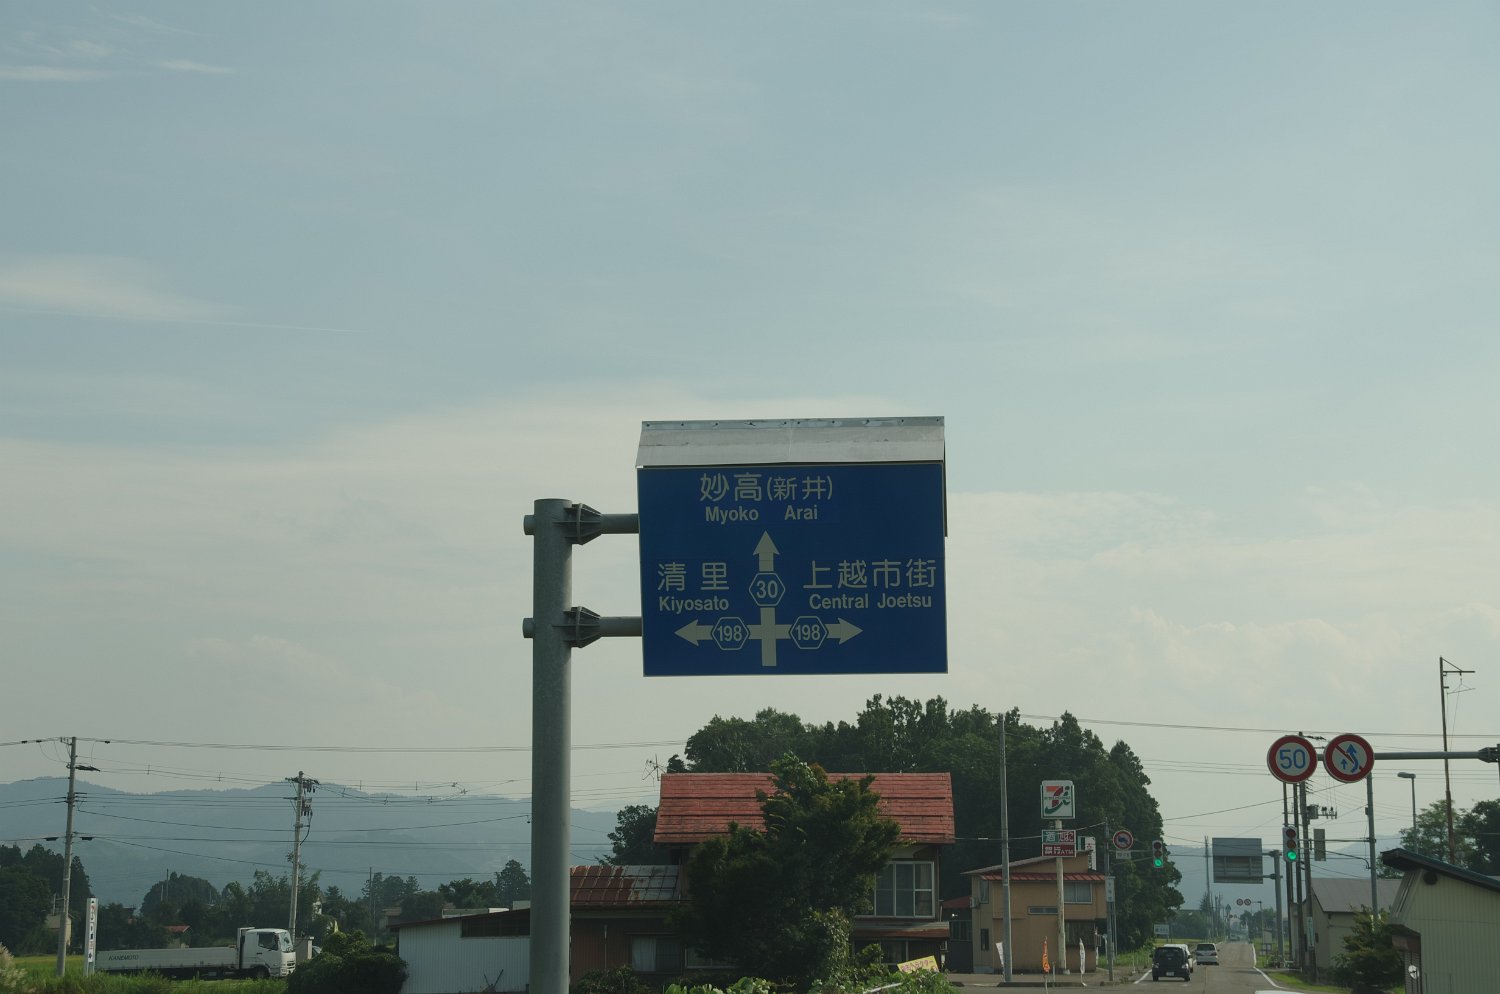 妙高(新井)
Myoko Arai
清里
Kiyosato
上越市街
Central Joetsu
30
198
198
50
KANEMOTO